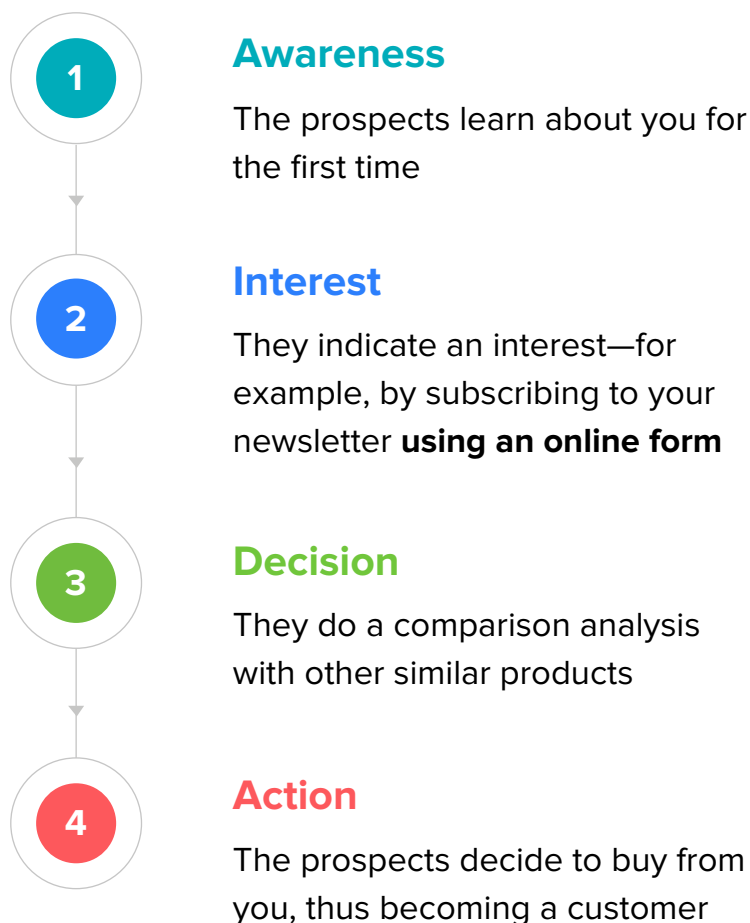 1
Awareness
The prospects learn about you for
the first time
2
Interest
They indicate an interest—for
example, by subscribing to your
newsletter using an online form
3
Decision
They do a comparison analysis
with other similar products
4
Action
The prospects decide to buy from
you, thus becoming a customer